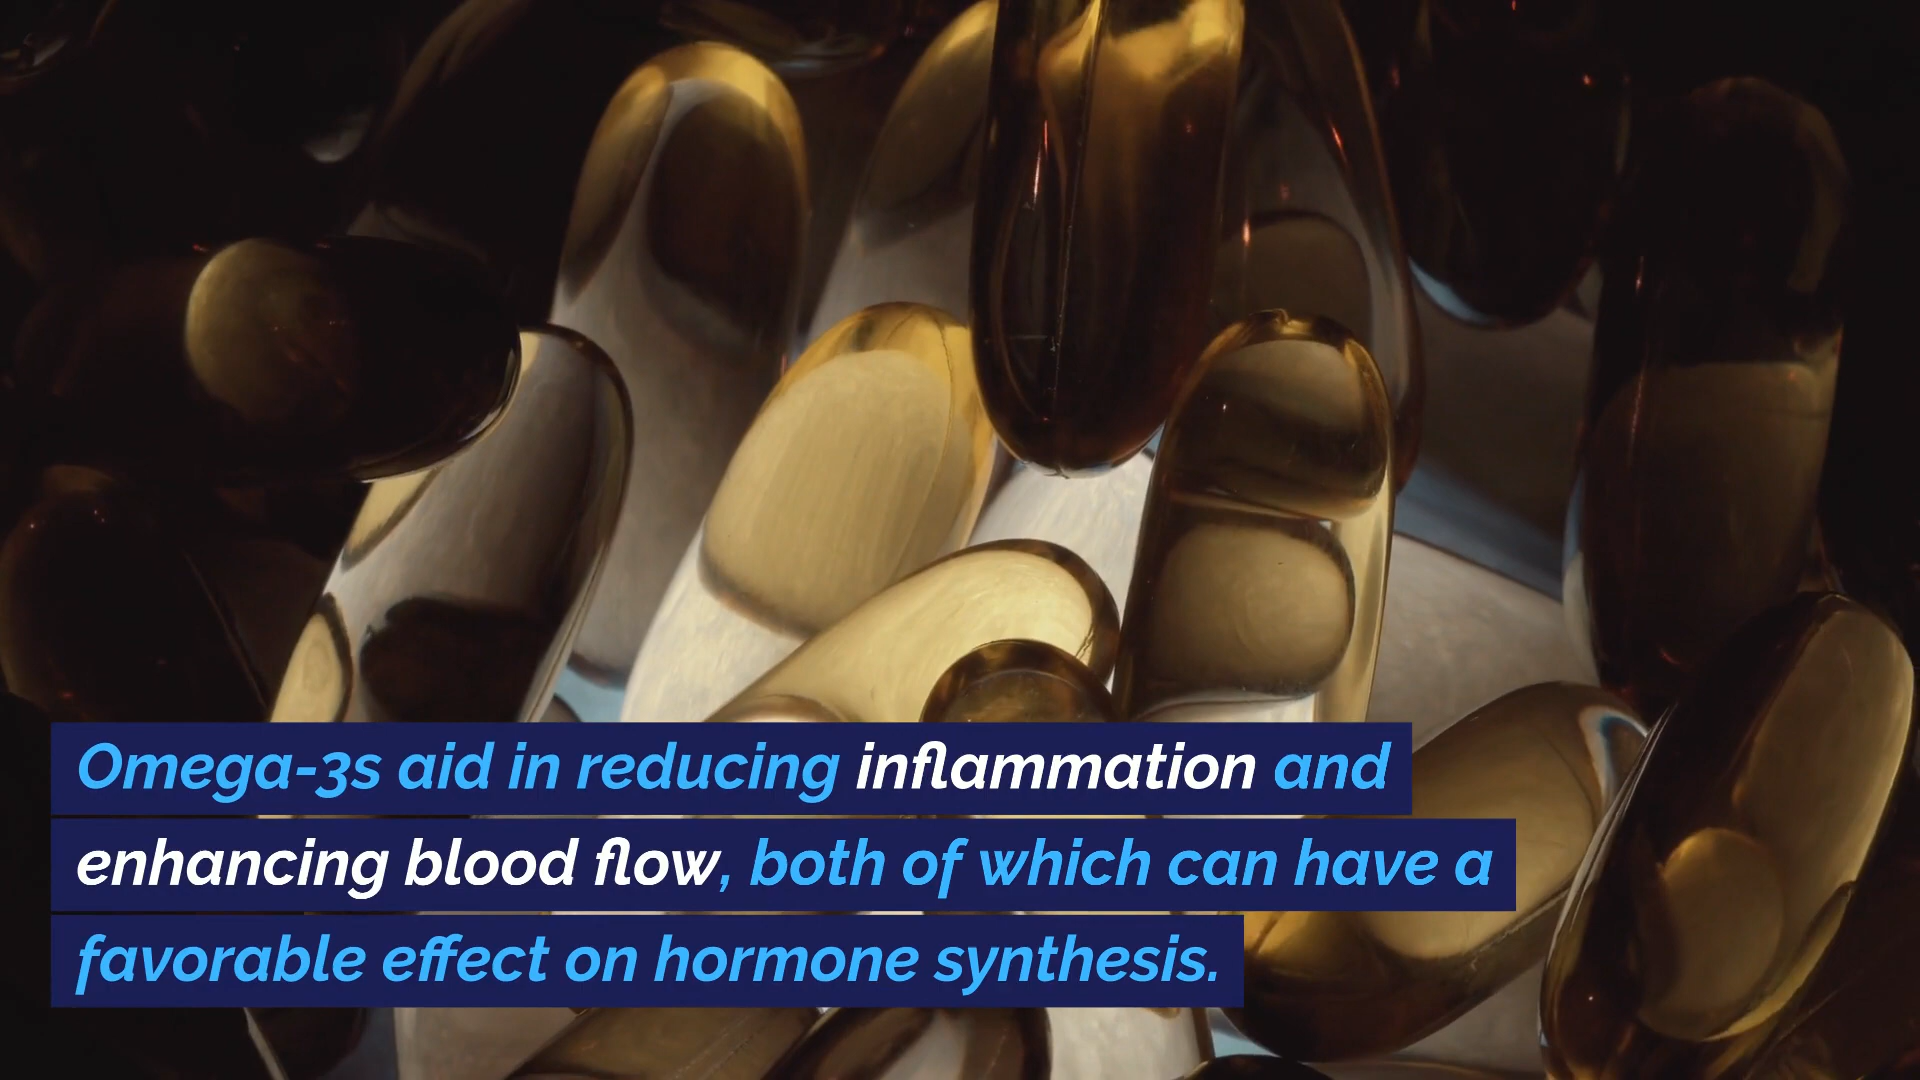 Omega-3s aid in reducing inflammation and
enhancing blood flow, both of which can have a
favorable effect on hormone synthesis.